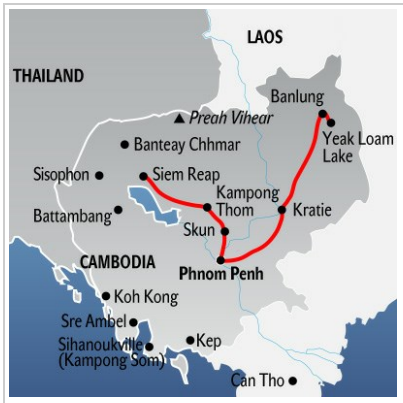 LAOS
THAILAND
Banlung
Preah Vihear
Yeak Loam
Lake
Banteay Chhmar
Sisophon
Siem Reap
Kampong
Thom
Kratie
Battambang
Skun
CAMBODIA
Phnom Penh
Koh Kong
Sre Ambel
Sihanoukville
(Kampong Som)
Kep
Can Tho